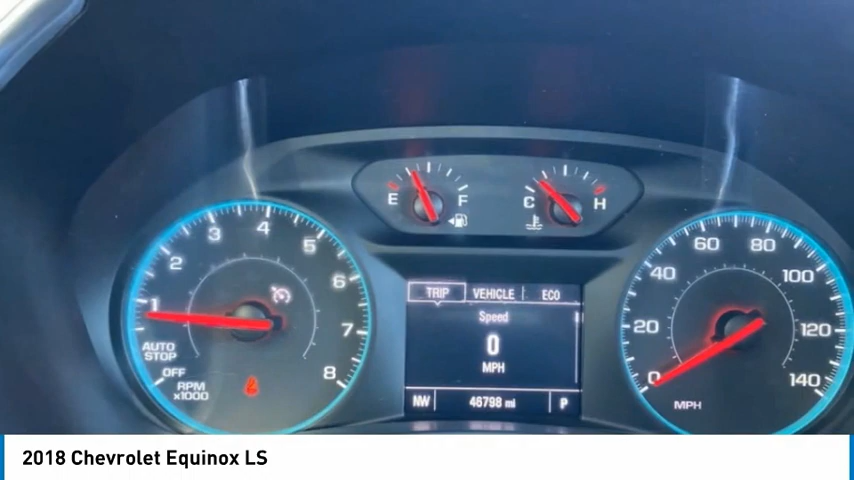 E F C H
1 2 3 4 5 6 7 8
AUTO
STOP
OFF
RPM
x1000
TRIP VEHICLE ECO
Speed
0
MPH
NW 46798 mi P
0 20 40 60 80 100 120 140
MPH
2018 Chevrolet Equinox LS